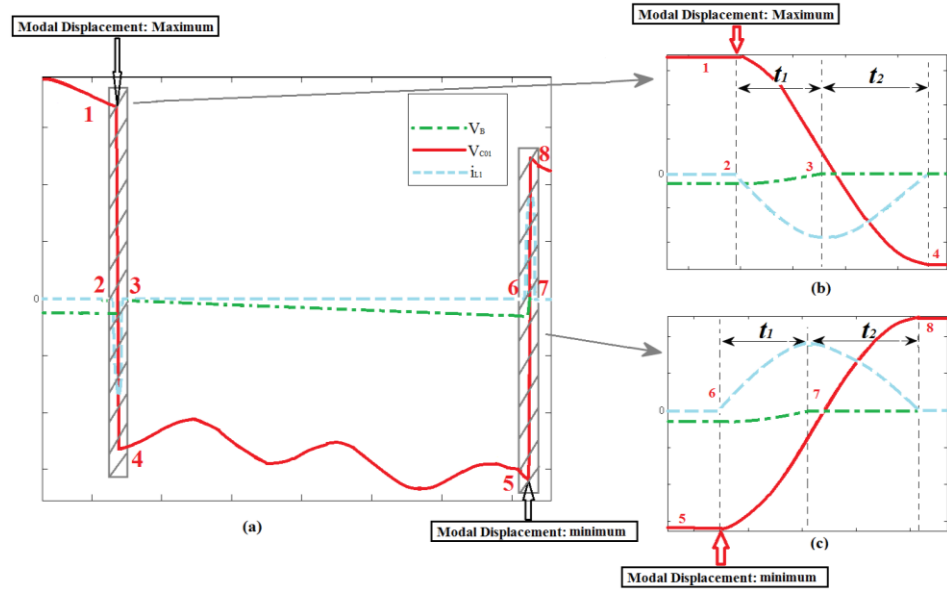 Modal Displacement: Maximum
1
2
3
4
5
6
7
8
0
V_B
V_C01
i_L1
(a)
Modal Displacement: minimum
Modal Displacement: Maximum
1
t1
t2
2
3
0
4
(b)
t1
t2
8
6
7
0
5
(c)
Modal Displacement: minimum